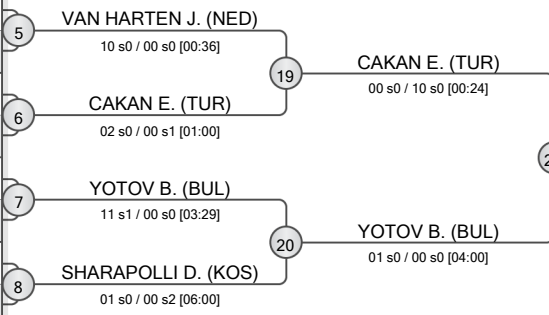 5
VAN HARTEN J. (NED)
10 s0 / 00 s0 [00:36]
19
CAKAN E. (TUR)
00 s0 / 10 s0 [00:24]
6
CAKAN E. (TUR)
02 s0 / 00 s1 [01:00]
7
YOTOV B. (BUL)
11 s1 / 00 s0 [03:29]
20
YOTOV B. (BUL)
01 s0 / 00 s0 [04:00]
8
SHARAPOLLI D. (KOS)
01 s0 / 00 s2 [06:00]